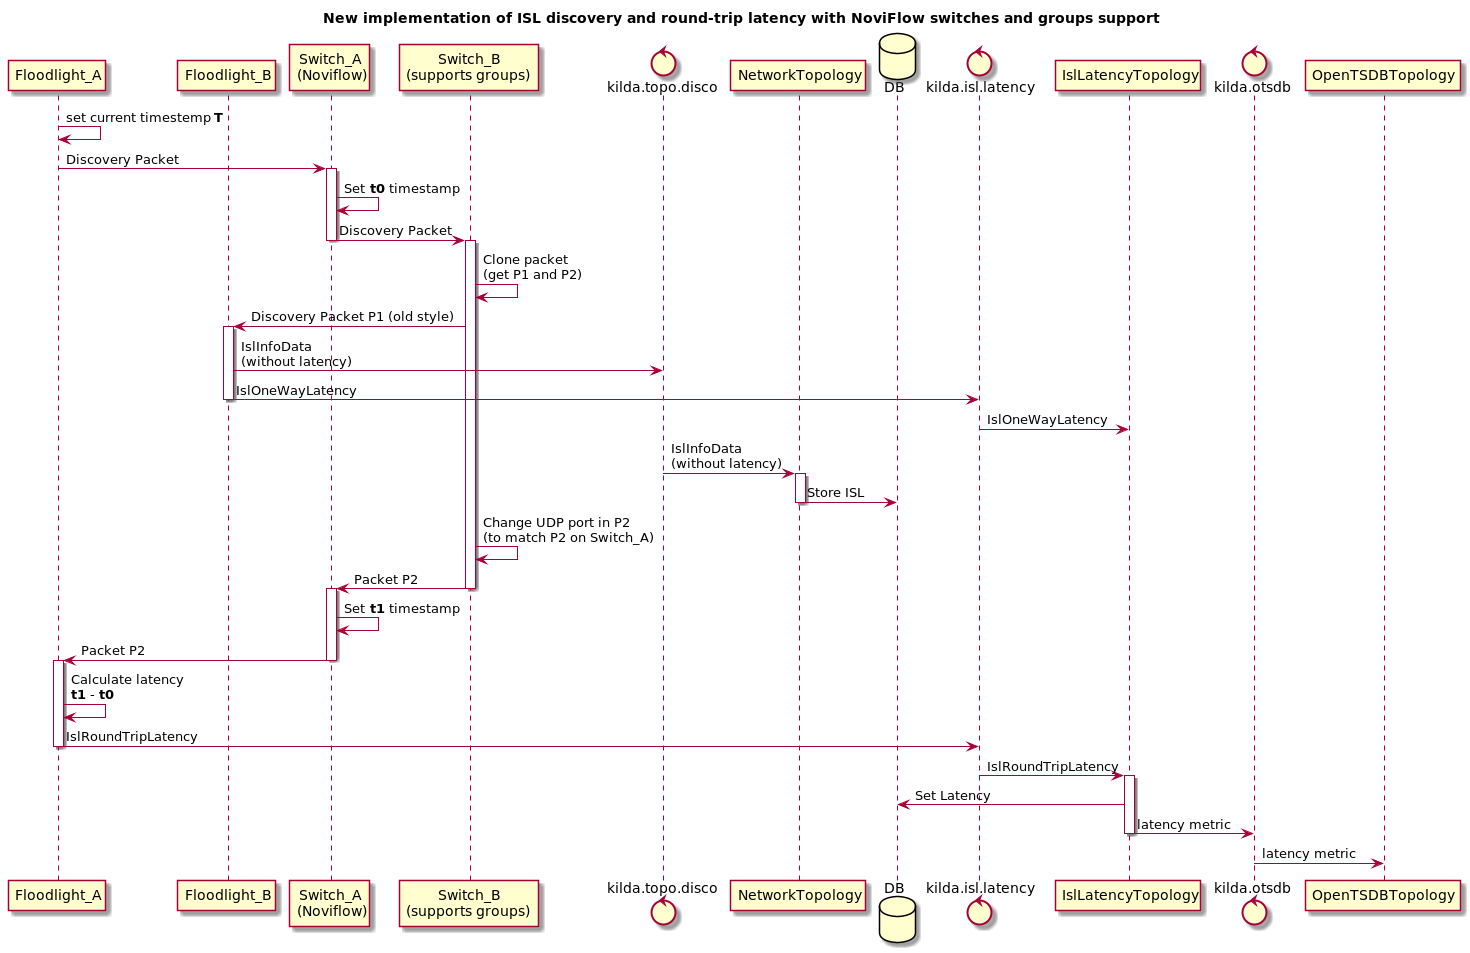 New implementation of ISL discovery and round-trip latency with NoviFlow switches and groups support
Floodlight_A
Floodlight_B
Switch_A
(Noviflow)
Switch_B
(supports groups)
kilda.topo.disco
NetworkTopology
DB
kilda.isl.latency
IslLatencyTopology
kilda.otsdb
OpenTSDBTopology
set current timestemp T
Discovery Packet
Set t0 timestamp
Discovery Packet
Clone packet
(get P1 and P2)
Discovery Packet P1 (old style)
IslInfoData
(without latency)
IslOneWayLatency
IslOneWayLatency
IslInfoData
(without latency)
Store ISL
Change UDP port in P2
(to match P2 on Switch_A)
Packet P2
Set t1 timestamp
Packet P2
Calculate latency
t1 - t0
IslRoundTripLatency
IslRoundTripLatency
Set Latency
latency metric
latency metric
Floodlight_A
Floodlight_B
Switch_A
(Noviflow)
Switch_B
(supports groups)
kilda.topo.disco
NetworkTopology
DB
kilda.isl.latency
IslLatencyTopology
kilda.otsdb
OpenTSDBTopology